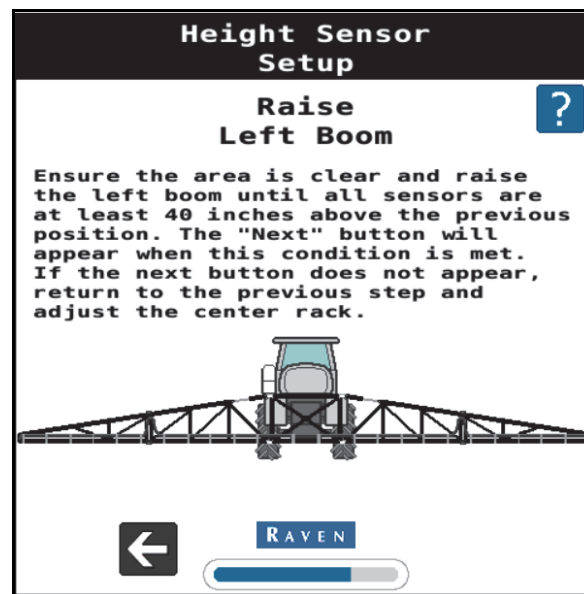 Height Sensor
Setup
Raise
Left Boom
?
Ensure the area is clear and raise
the left boom until all sensors are
at least 40 inches above the previous
position. The "Next" button will
appear when this condition is met.
If the next button does not appear,
return to the previous step and
adjust the center rack.
RAVEN